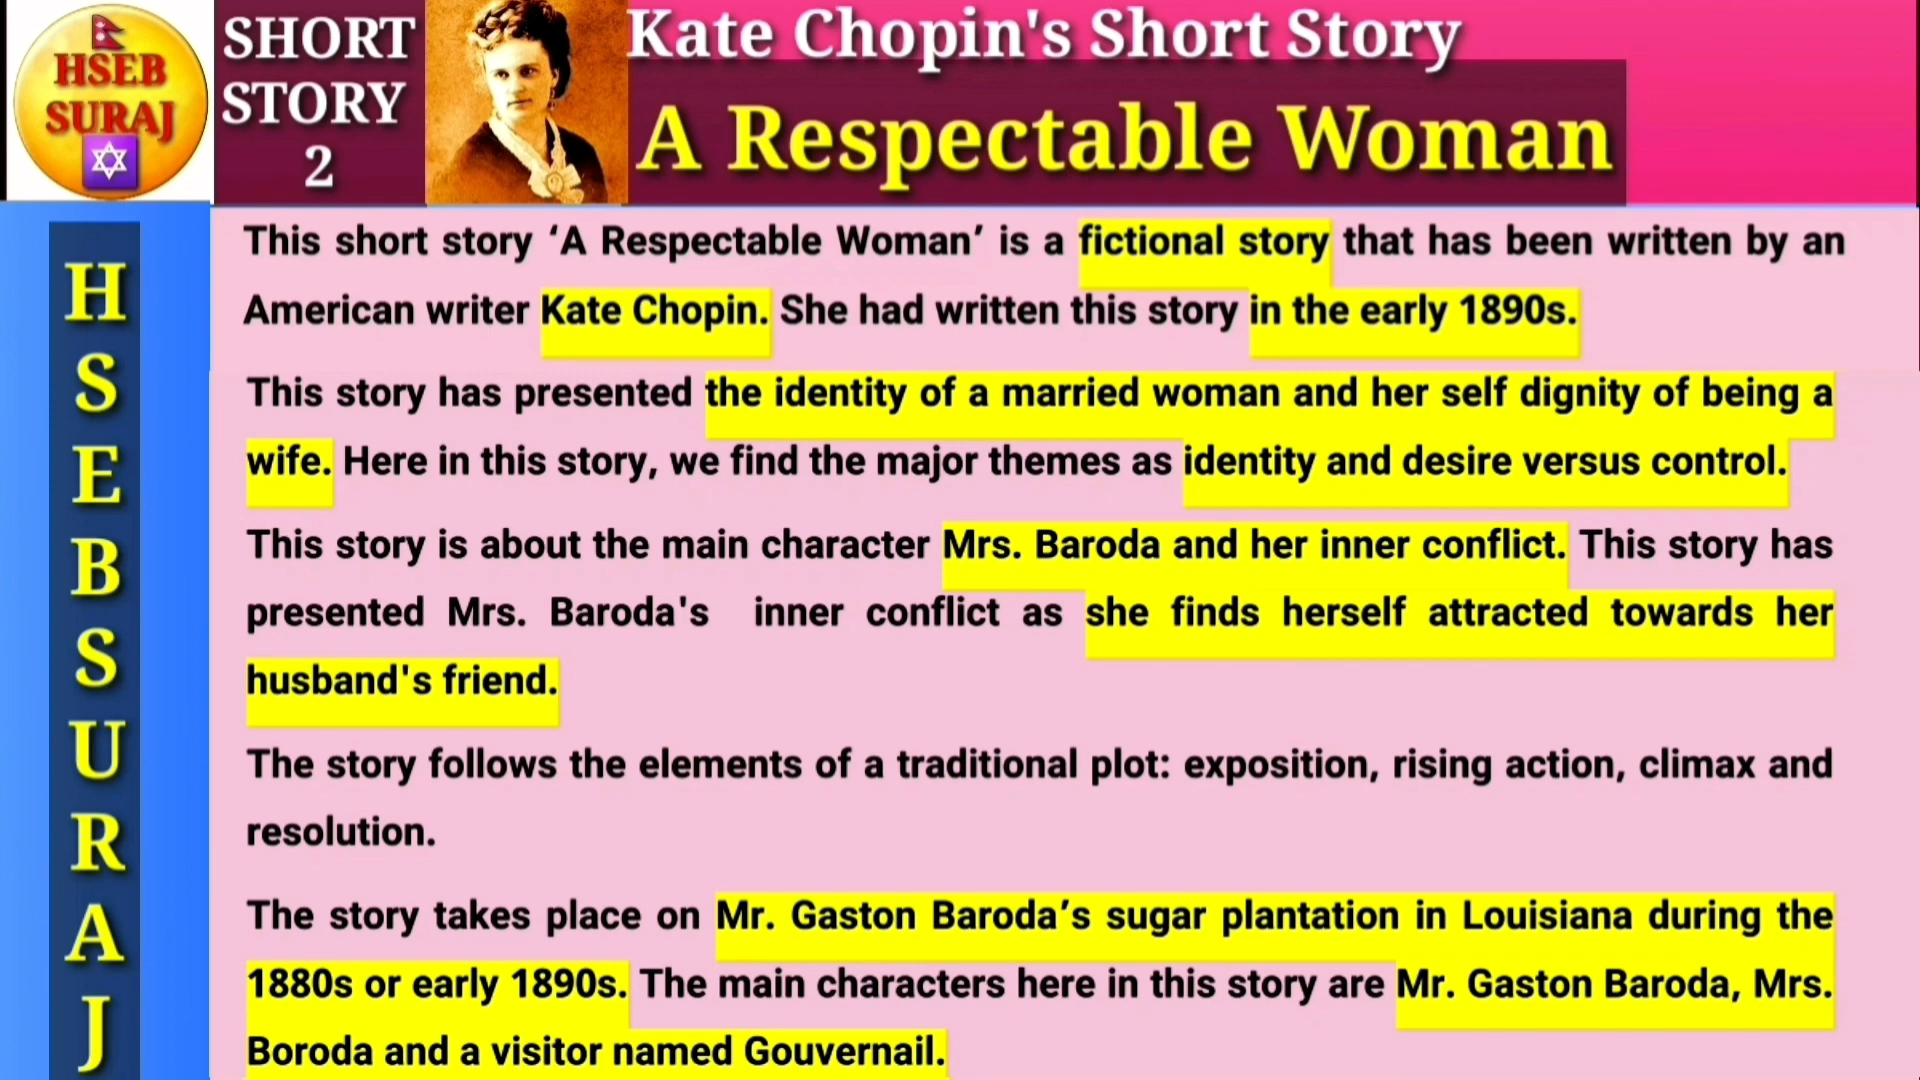 HSEB
SURAJ
SHORT
STORY
2
Kate Chopin's Short Story
A Respectable Woman
H
S
E
B
S
U
R
A
J
This short story ‘A Respectable Woman’ is a fictional story that has been written by an
American writer Kate Chopin. She had written this story in the early 1890s.
This story has presented the identity of a married woman and her self dignity of being a
wife. Here in this story, we find the major themes as identity and desire versus control.
This story is about the main character Mrs. Baroda and her inner conflict. This story has
presented Mrs. Baroda's inner conflict as she finds herself attracted towards her
husband's friend.
The story follows the elements of a traditional plot: exposition, rising action, climax and
resolution.
The story takes place on Mr. Gaston Baroda’s sugar plantation in Louisiana during the
1880s or early 1890s. The main characters here in this story are Mr. Gaston Baroda, Mrs.
Boroda and a visitor named Gouvernail.